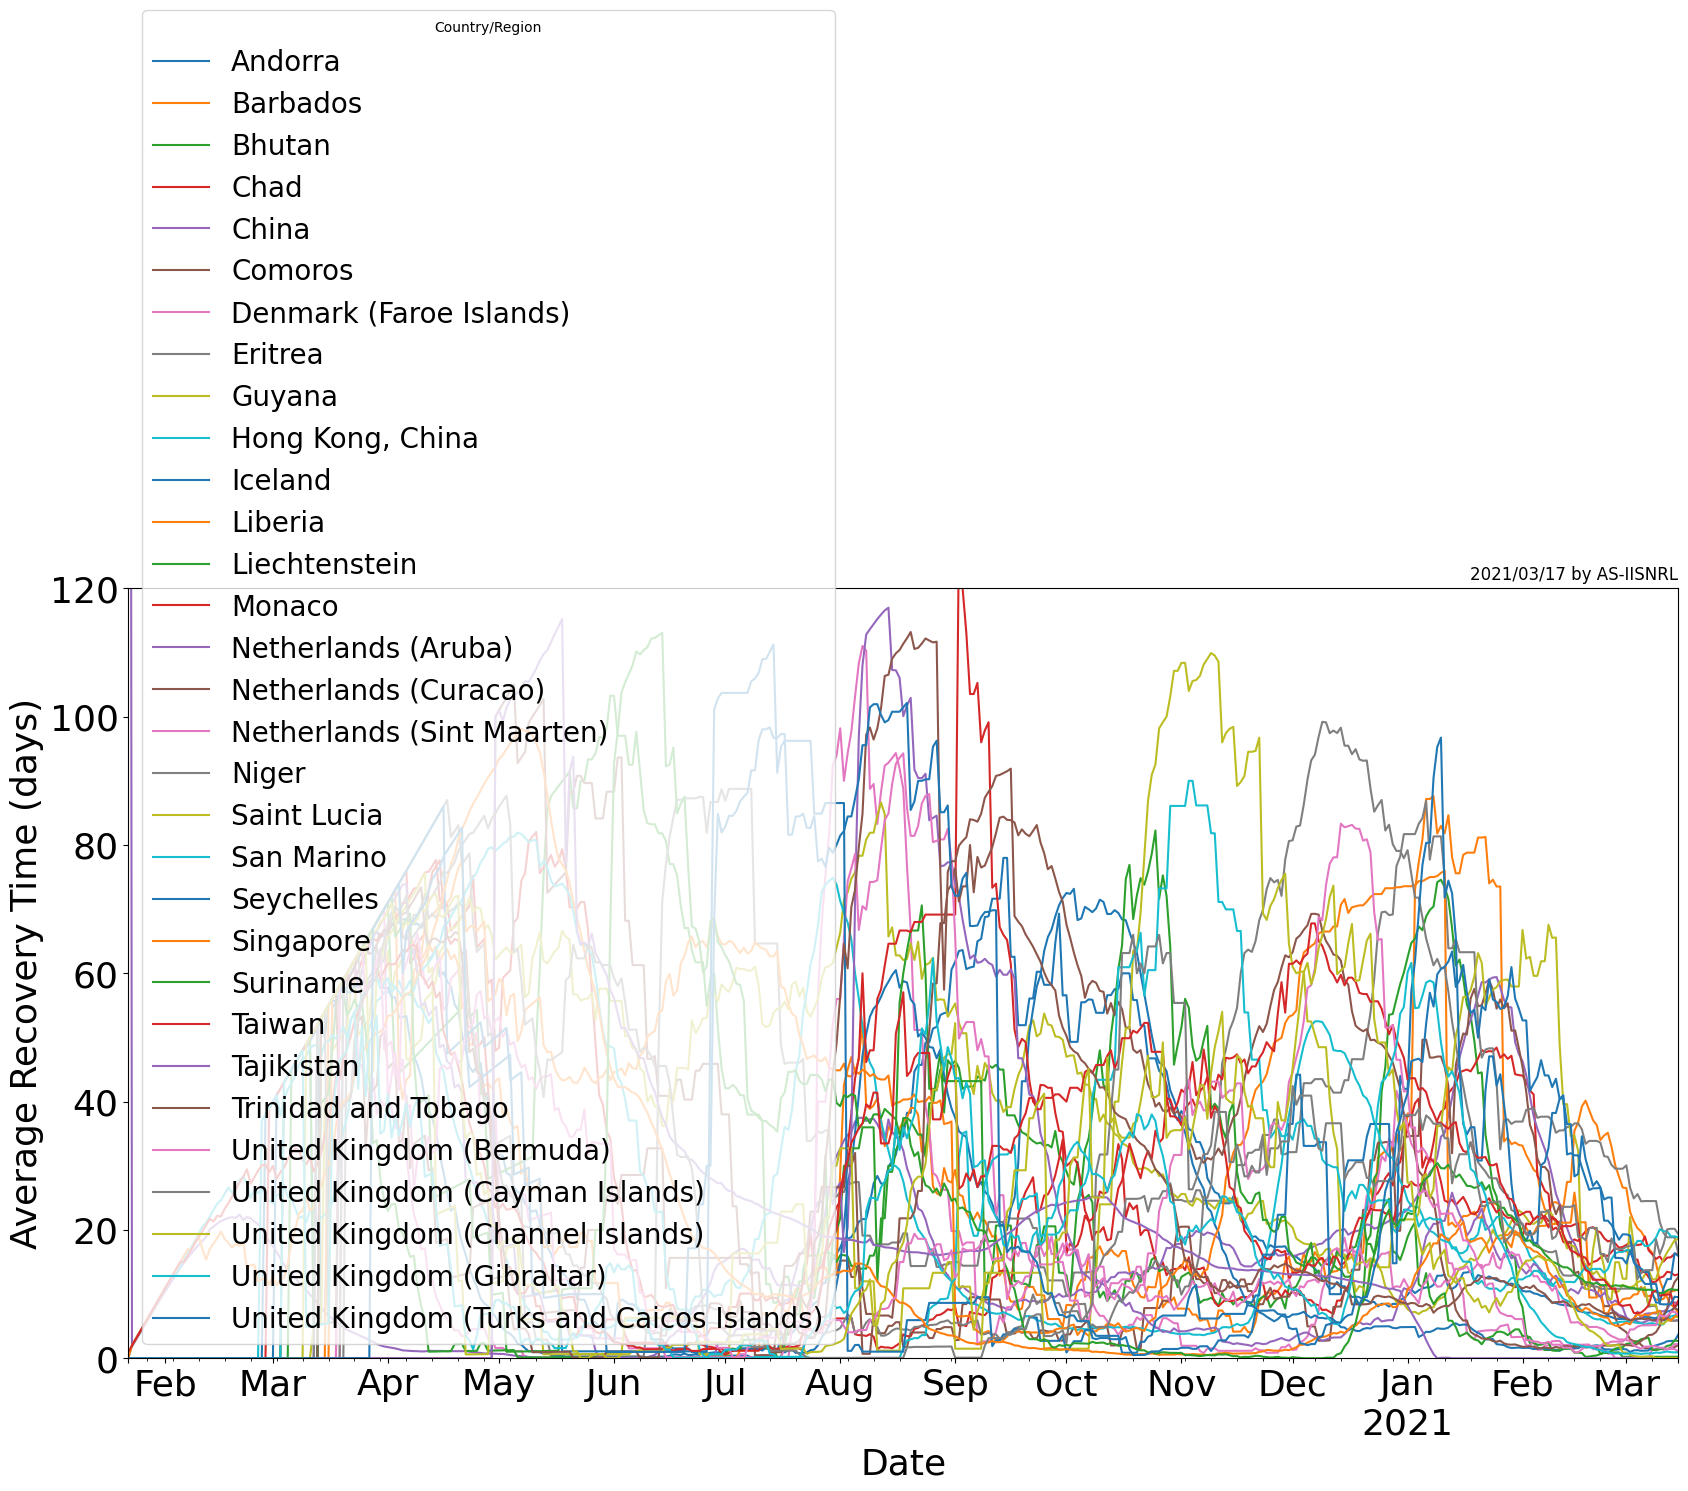 Country/Region
Andorra
Barbados
Bhutan
Chad
China
Comoros
Denmark (Faroe Islands)
Eritrea
Guyana
Hong Kong, China
Iceland
Liberia
Liechtenstein
Monaco
Netherlands (Aruba)
Netherlands (Curacao)
Netherlands (Sint Maarten)
Niger
Saint Lucia
San Marino
Seychelles
Singapore
Suriname
Taiwan
Tajikistan
Trinidad and Tobago
United Kingdom (Bermuda)
United Kingdom (Cayman Islands)
United Kingdom (Channel Islands)
United Kingdom (Gibraltar)
United Kingdom (Turks and Caicos Islands)
2021/03/17 by AS-IISNRL
Average Recovery Time (days)
120
100
80
60
40
20
0
Feb Mar Apr May Jun Jul Aug Sep Oct Nov Dec Jan Feb Mar
2021
Date